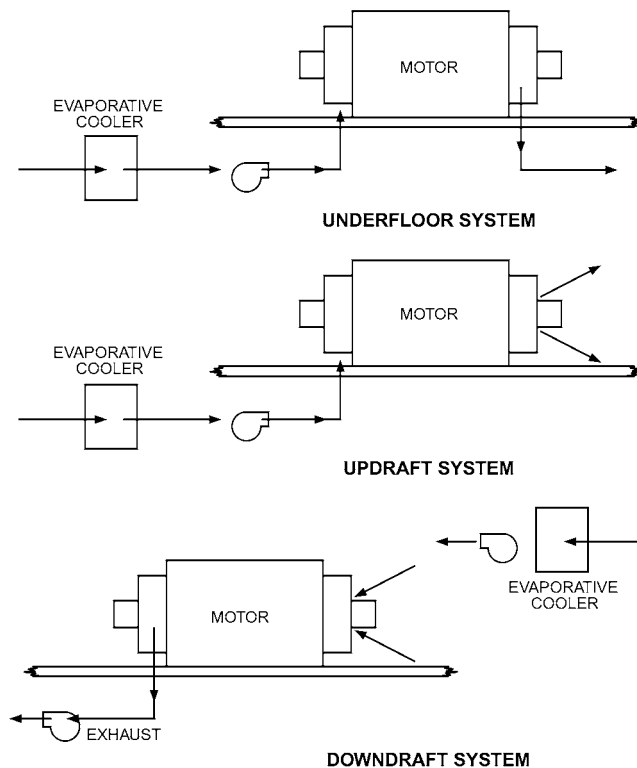 MOTOR
EVAPORATIVE
COOLER
UNDERFLOOR SYSTEM
MOTOR
EVAPORATIVE
COOLER
UPDRAFT SYSTEM
EVAPORATIVE
COOLER
MOTOR
EXHAUST
DOWNDRAFT SYSTEM